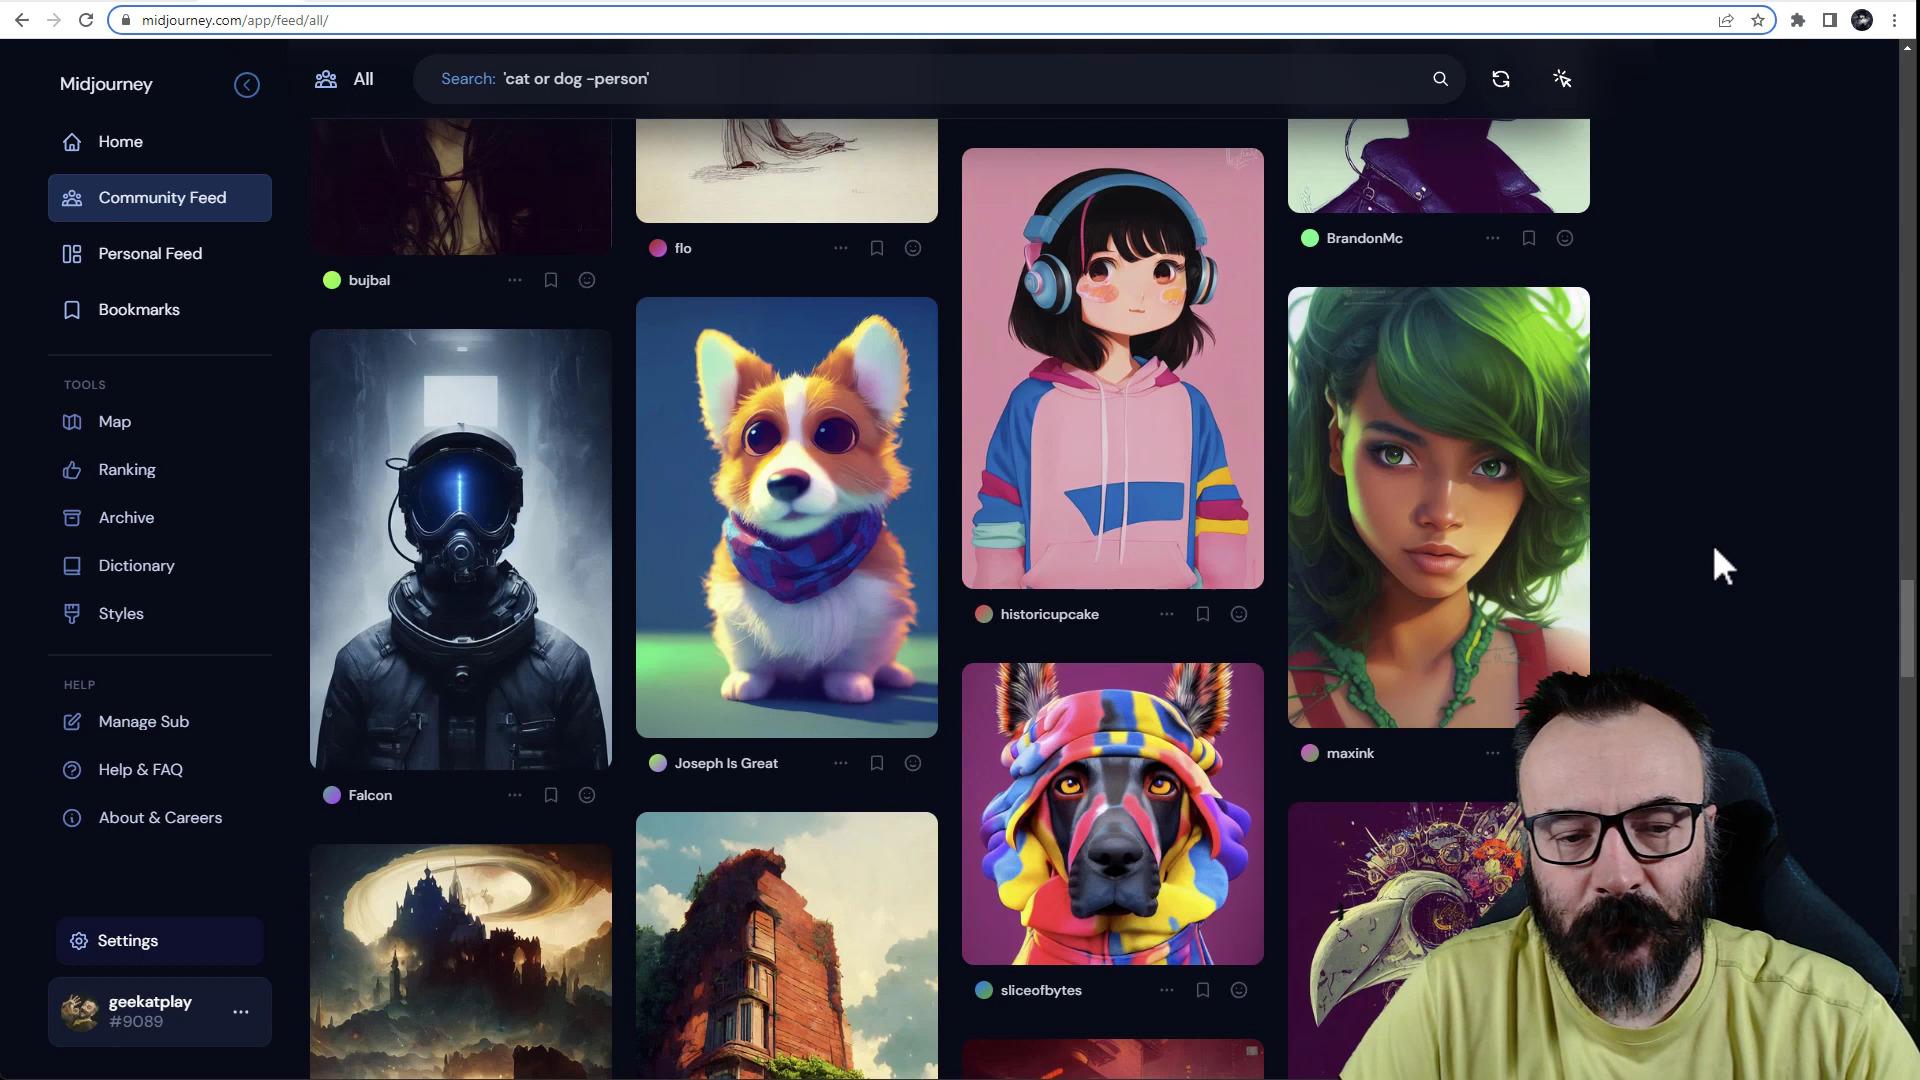 midjourney.com/app/feed/all/
Midjourney
All
Search: 'cat or dog -person'
Home
Community Feed
Personal Feed
Bookmarks
TOOLS
Map
Ranking
Archive
Dictionary
Styles
HELP
Manage Sub
Help & FAQ
About & Careers
Settings
geekatplay
#9089
bujbal
Falcon
flo
Joseph Is Great
historicupcake
sliceofbytes
BrandonMc
maxink